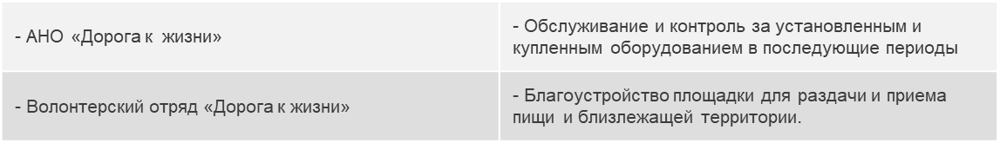 - АНО «Дорога к жизни»
- Обслуживание и контроль за установленным и
купленным оборудованием в последующие периоды
- Волонтерский отряд «Дорога к жизни»
- Благоустройство площадки для раздачи и приема
пищи и близлежащей территории.